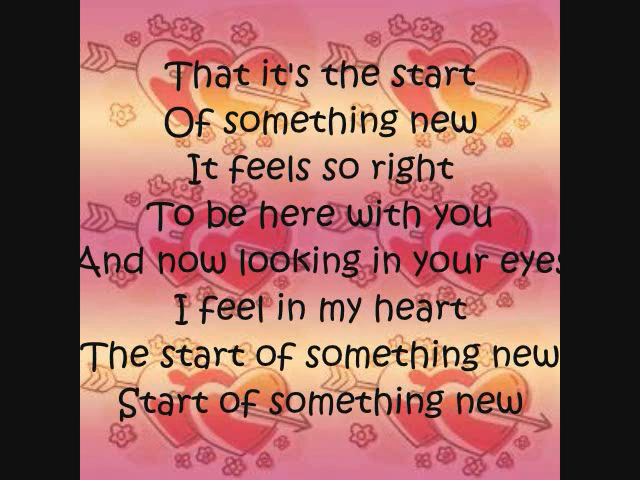 That it's the start
Of something new
It feels so right
To be here with you
And now looking in your eyes
I feel in my heart
The start of something new
Start of something new